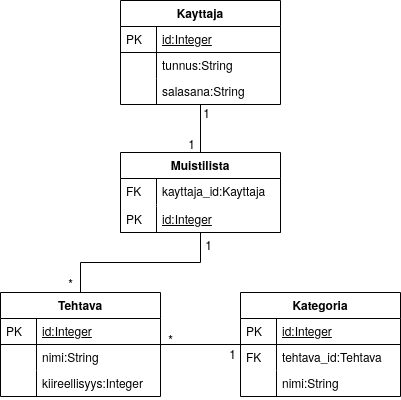 Kayttaja
PK id:Integer
tunnus:String
salasana:String
1
1
Muistilista
FK kayttaja_id:Kayttaja
PK id:Integer
1
*
Tehtava
PK id:Integer
nimi:String
kiireellisyys:Integer
*
1
Kategoria
PK id:Integer
FK tehtava_id:Tehtava
nimi:String